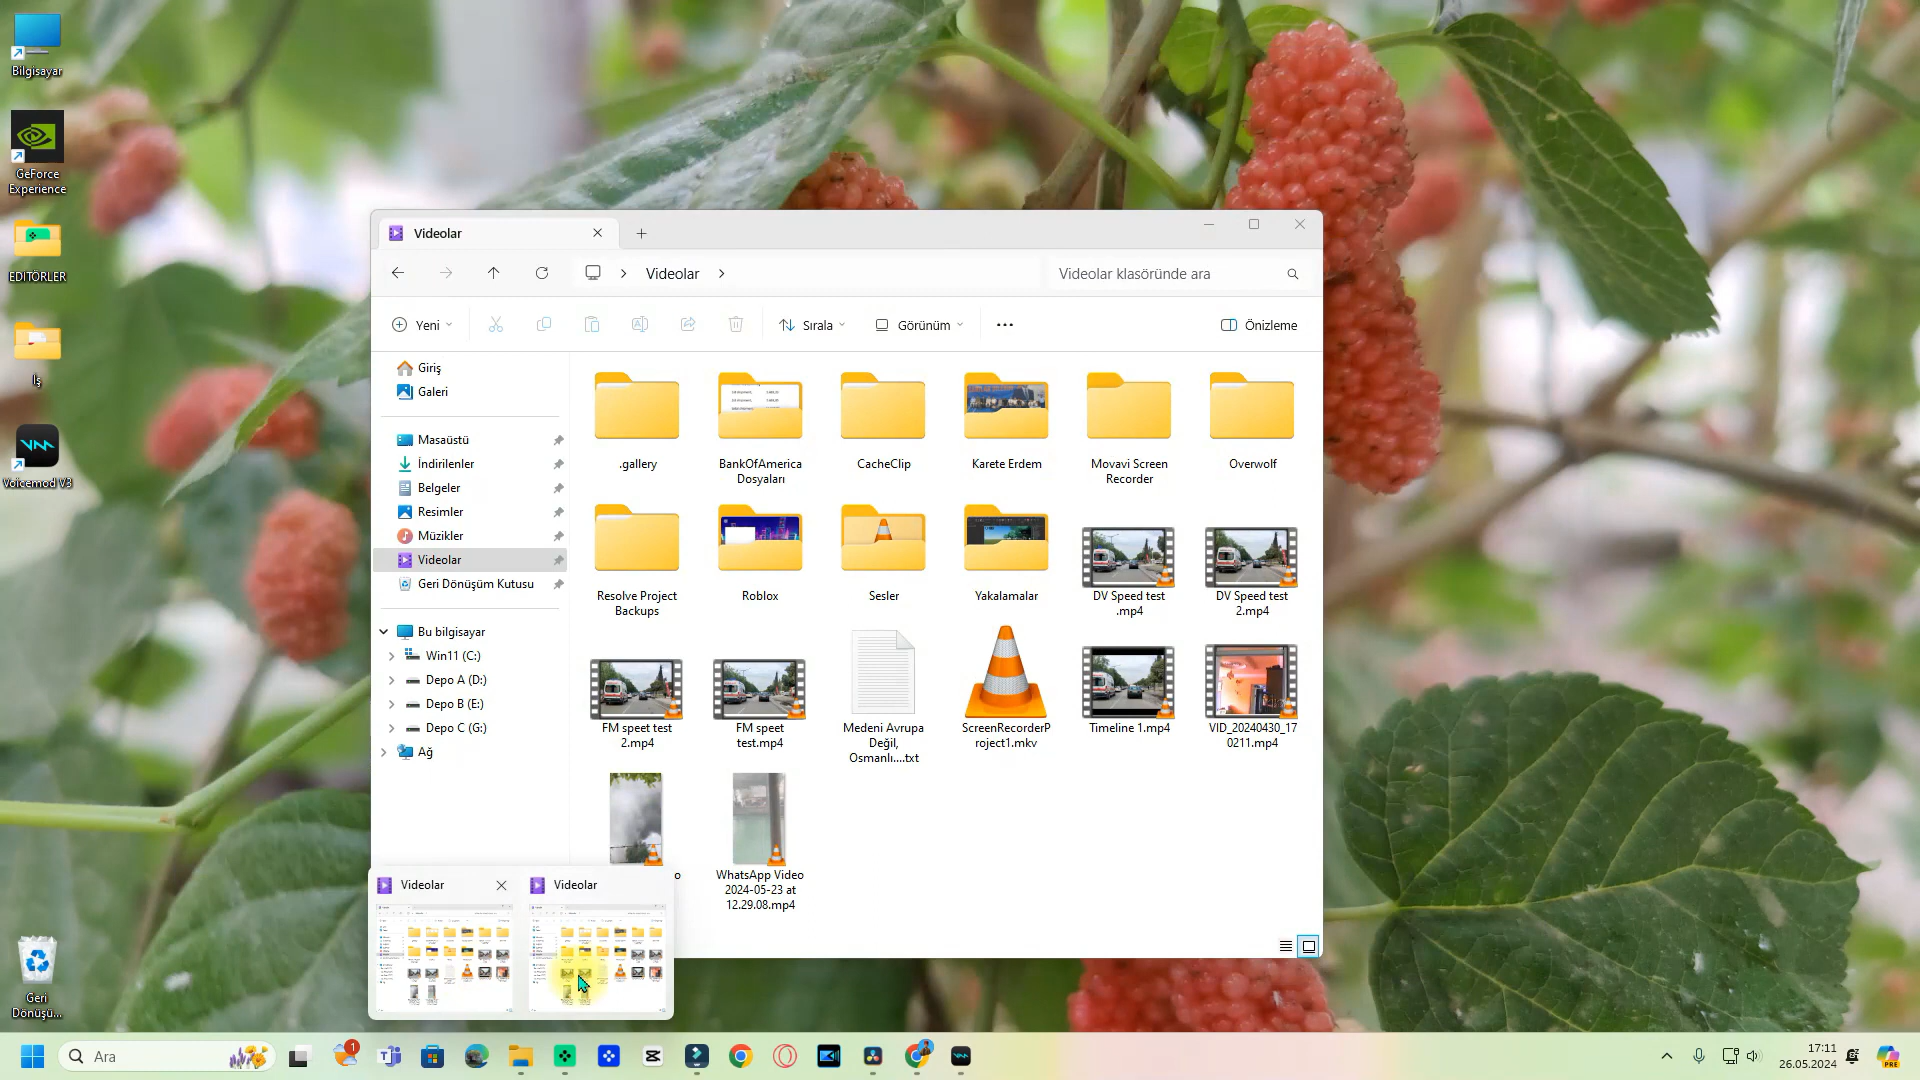 Bilgisayar
GeForce
Experience
EDITÖRLER
İş
Voicemod V3
Geri
Dönüşü...
Videolar
Videolar
Videolar klasöründe ara
Yeni
Sırala
Görünüm
Önizleme
Giriş
Galeri
Masaüstü
İndirilenler
Belgeler
Resimler
Müzikler
Videolar
Geri Dönüşüm Kutusu
Bu bilgisayar
Win11 (C:)
Depo A (D:)
Depo B (E:)
Depo C (G:)
Ağ
.gallery
BankOfAmerica
Dosyaları
CacheClip
Karete Erdem
Movavi Screen
Recorder
Overwolf
Resolve Project
Backups
Roblox
Sesler
Yakalamalar
DV Speed test
.mp4
DV Speed test
2.mp4
FM speet test
2.mp4
FM speet
test.mp4
Medeni Avrupa
Değil,
Osmanlı....txt
ScreenRecorderP
roject1.mkv
Timeline 1.mp4
VID_20240430_17
0211.mp4
WhatsApp Video
2024-05-23 at
12.29.08.mp4
Videolar
Videolar
Ara
1
17:11
26.05.2024
PRE